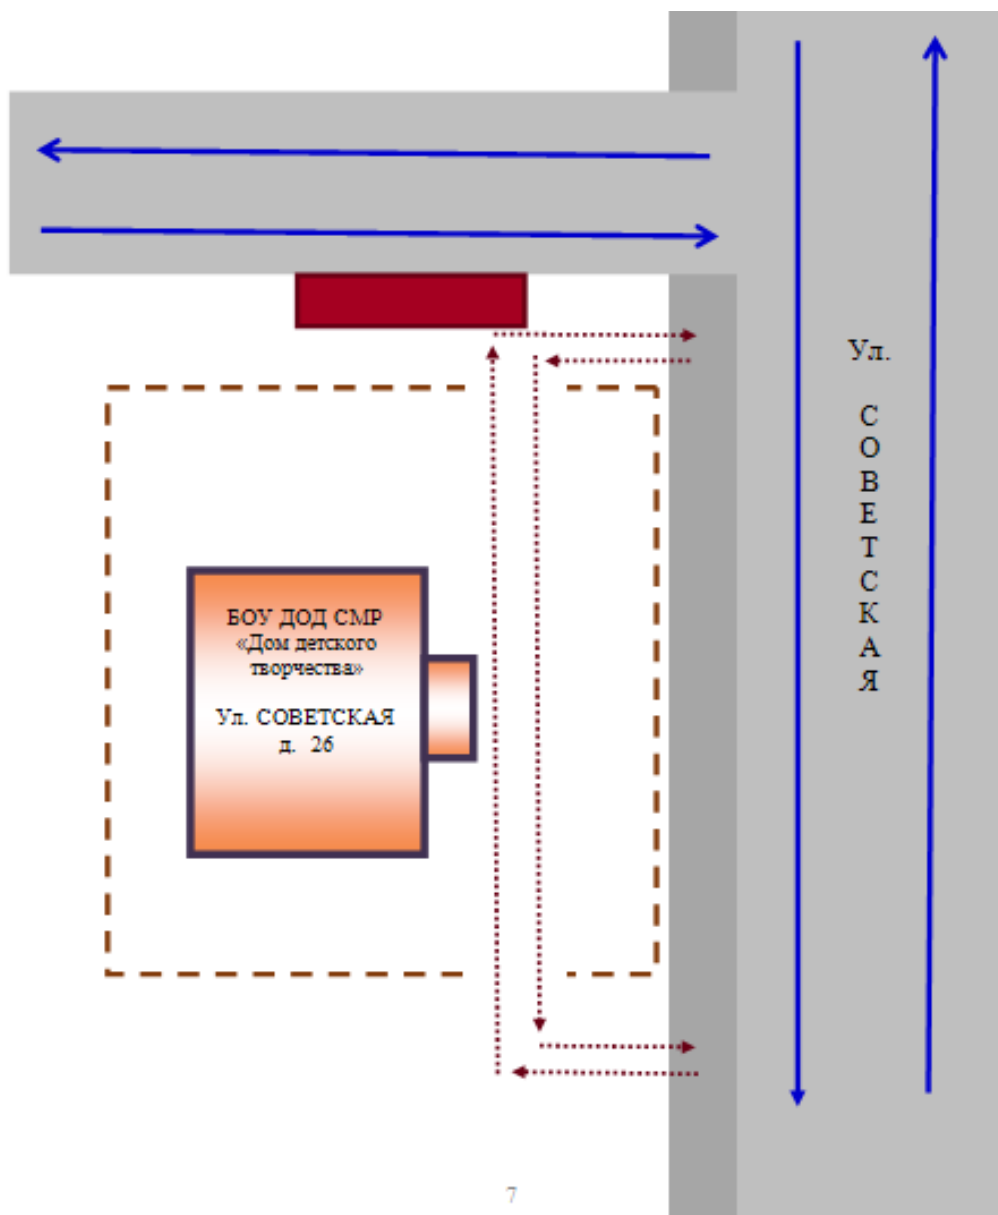 Ул.
С
О
В
Е
Т
С
К
А
Я
БОУ ДОД СМР
«Дом детского
творчества»
Ул. СОВЕТСКАЯ
д. 26
7